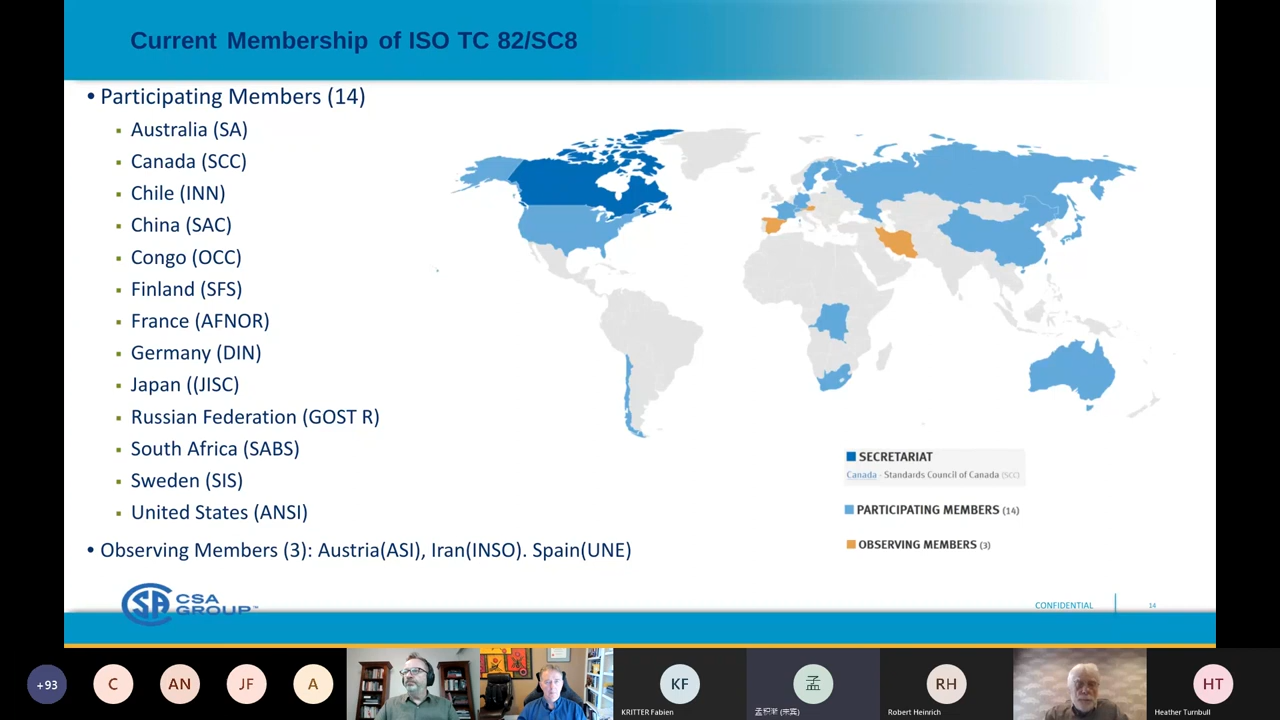 Current Membership of ISO TC 82/SC8
• Participating Members (14)
▪ Australia (SA)
▪ Canada (SCC)
▪ Chile (INN)
▪ China (SAC)
▪ Congo (OCC)
▪ Finland (SFS)
▪ France (AFNOR)
▪ Germany (DIN)
▪ Japan ((JISC)
▪ Russian Federation (GOST R)
▪ South Africa (SABS)
▪ Sweden (SIS)
▪ United States (ANSI)
• Observing Members (3): Austria(ASI), Iran(INSO). Spain(UNE)
SECRETARIAT
Canada - Standards Council of Canada (SCC)
PARTICIPATING MEMBERS (14)
OBSERVING MEMBERS (3)
CSA GROUP™
CONFIDENTIAL
14
+93
C
AN
JF
A
KF
KRITTER Fabien
孟
RH
Robert Heinrich
HT
Heather Turnbull